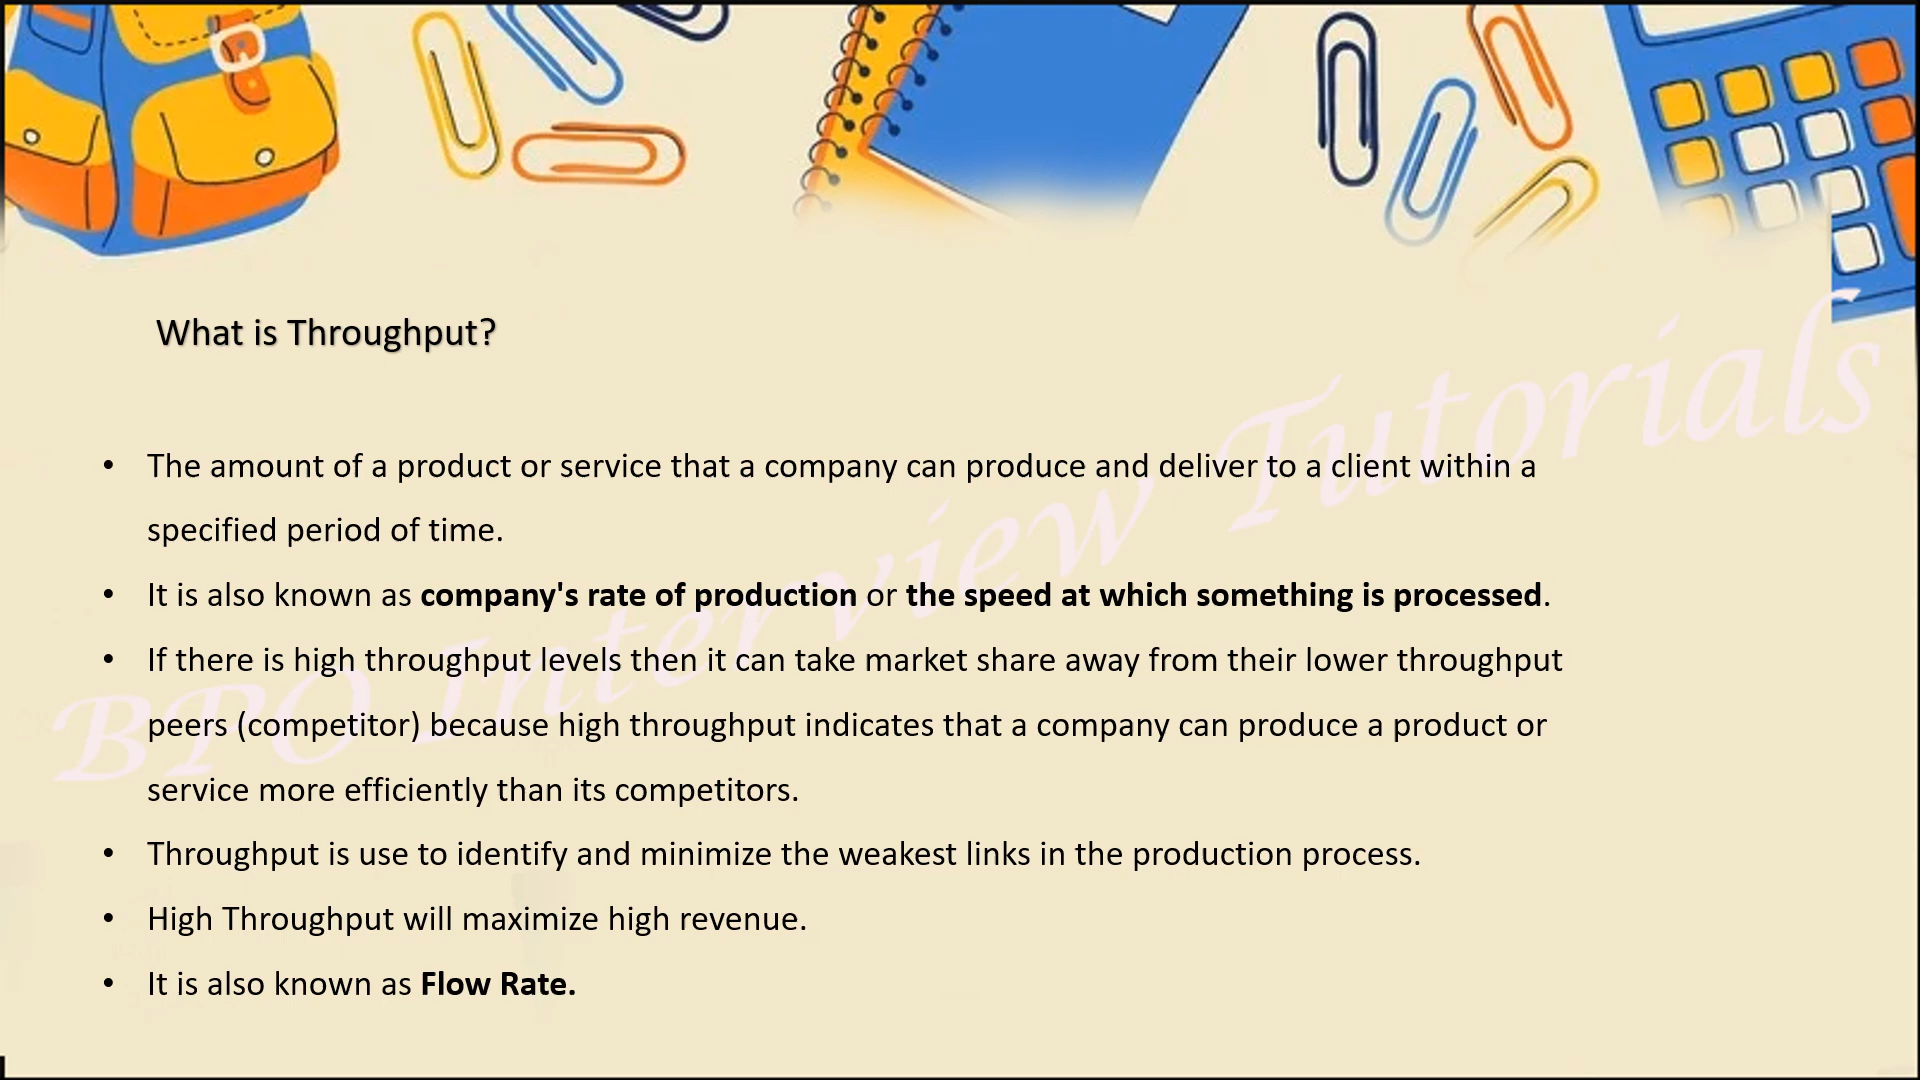 What is Throughput?
• The amount of a product or service that a company can produce and deliver to a client within a
specified period of time.
• It is also known as company's rate of production or the speed at which something is processed.
• If there is high throughput levels then it can take market share away from their lower throughput
peers (competitor) because high throughput indicates that a company can produce a product or
service more efficiently than its competitors.
• Throughput is use to identify and minimize the weakest links in the production process.
• High Throughput will maximize high revenue.
• It is also known as Flow Rate.
BPO Interview Tutorials